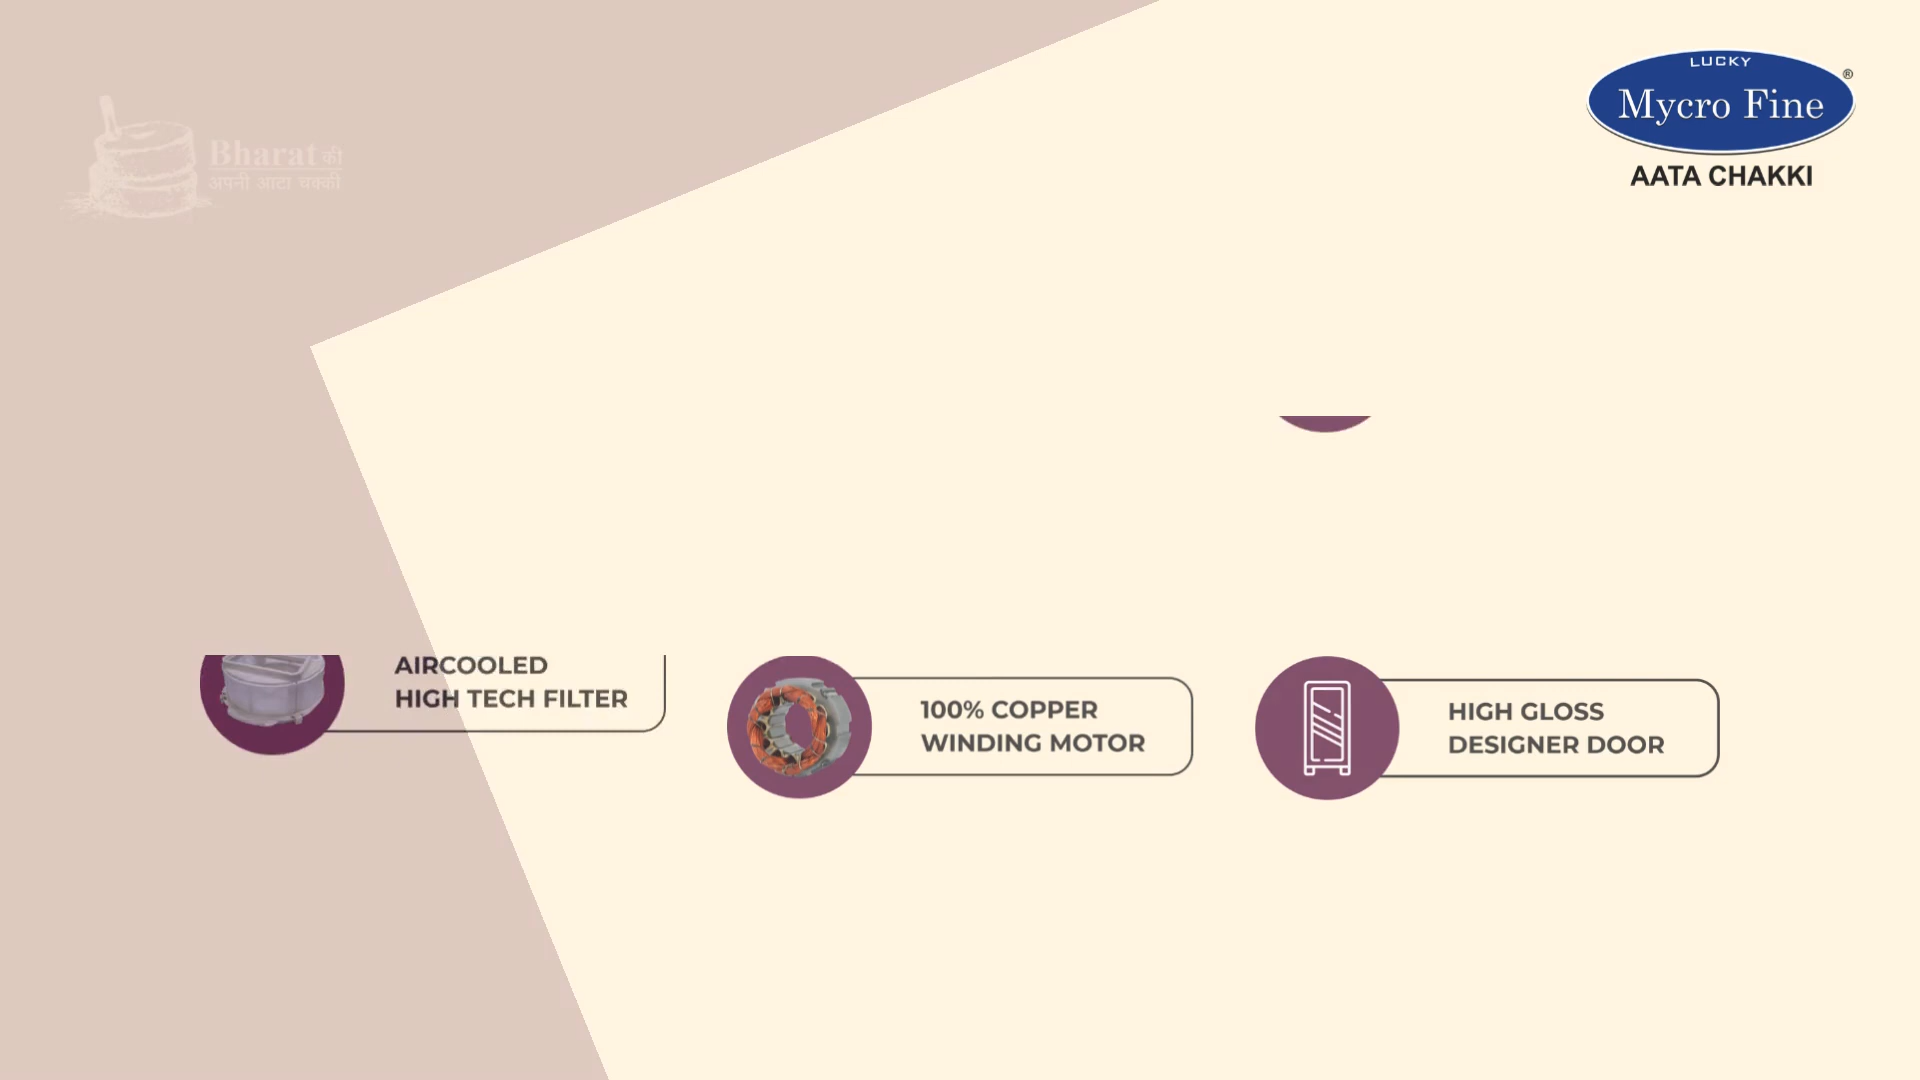 LUCKY
Mycro Fine
®
AATA CHAKKI
Bharat की
अपनी आटा चक्की
AIRCOOLED
HIGH TECH FILTER
100% COPPER
WINDING MOTOR
HIGH GLOSS
DESIGNER DOOR